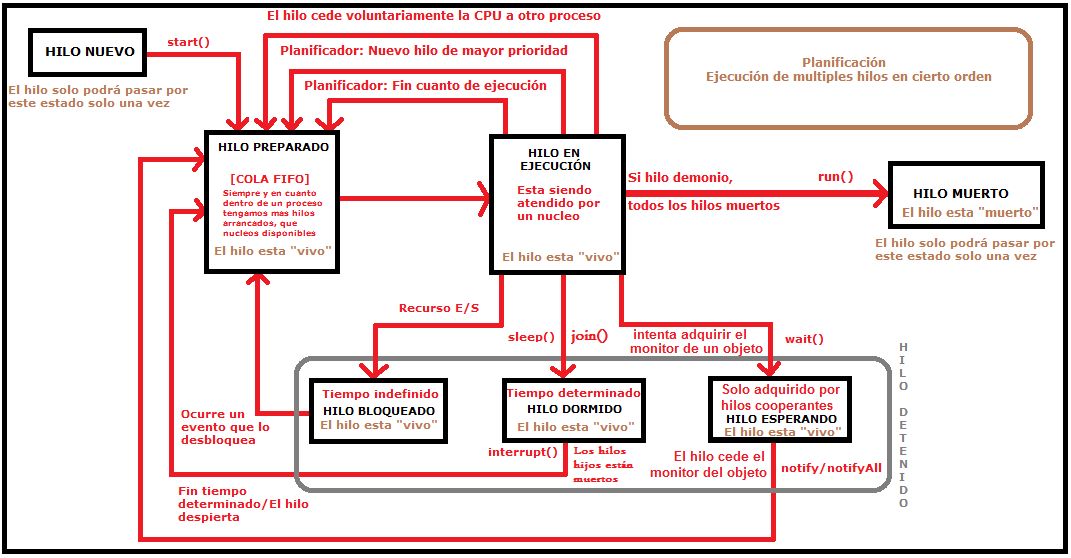 El hilo cede voluntariamente la CPU a otro proceso
HILO NUEVO
start()
El hilo solo podrá pasar por
este estado solo una vez
Planificador: Nuevo hilo de mayor prioridad
Planificador: Fin cuanto de ejecución
Planificación
Ejecución de multiples hilos en cierto orden
HILO PREPARADO
[COLA FIFO]
Siempre y en cuanto
dentro de un proceso
tengamos mas hilos
arrancados, que
nucleos disponibles
El hilo esta "vivo"
HILO EN
EJECUCIÓN
Esta siendo
atendido por
un nucleo
El hilo esta "vivo"
Si hilo demonio,
todos los hilos muertos
run()
HILO MUERTO
El hilo esta "muerto"
El hilo solo podrá pasar por
este estado solo una vez
Recurso E/S
sleep()
join()
intenta adquirir el
monitor de un objeto
wait()
HILO DETENIDO
Tiempo indefinido
HILO BLOQUEADO
El hilo esta "vivo"
Tiempo determinado
HILO DORMIDO
El hilo esta "vivo"
Solo adquirido por
hilos cooperantes
HILO ESPERANDO
El hilo esta "vivo"
Ocurre un
evento que lo
desbloquea
interrupt()
Los hilos
hijos están
muertos
El hilo cede el
monitor del objeto
notify/notifyAll
Fin tiempo
determinado/El hilo
despierta